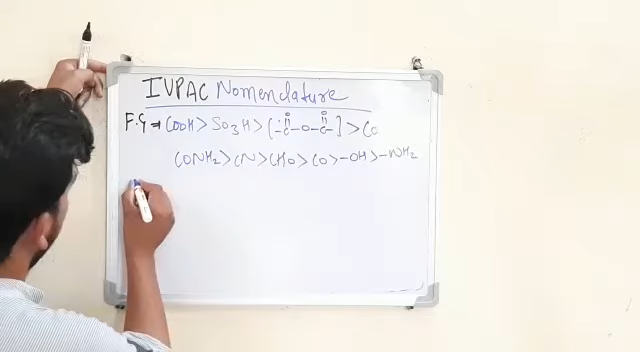 IUPAC Nomenclature
F.G → COOH > SO3H > [-C-O-C-] > CO
O O
CONH2 > CN > CHO > CO > -OH > -NH2